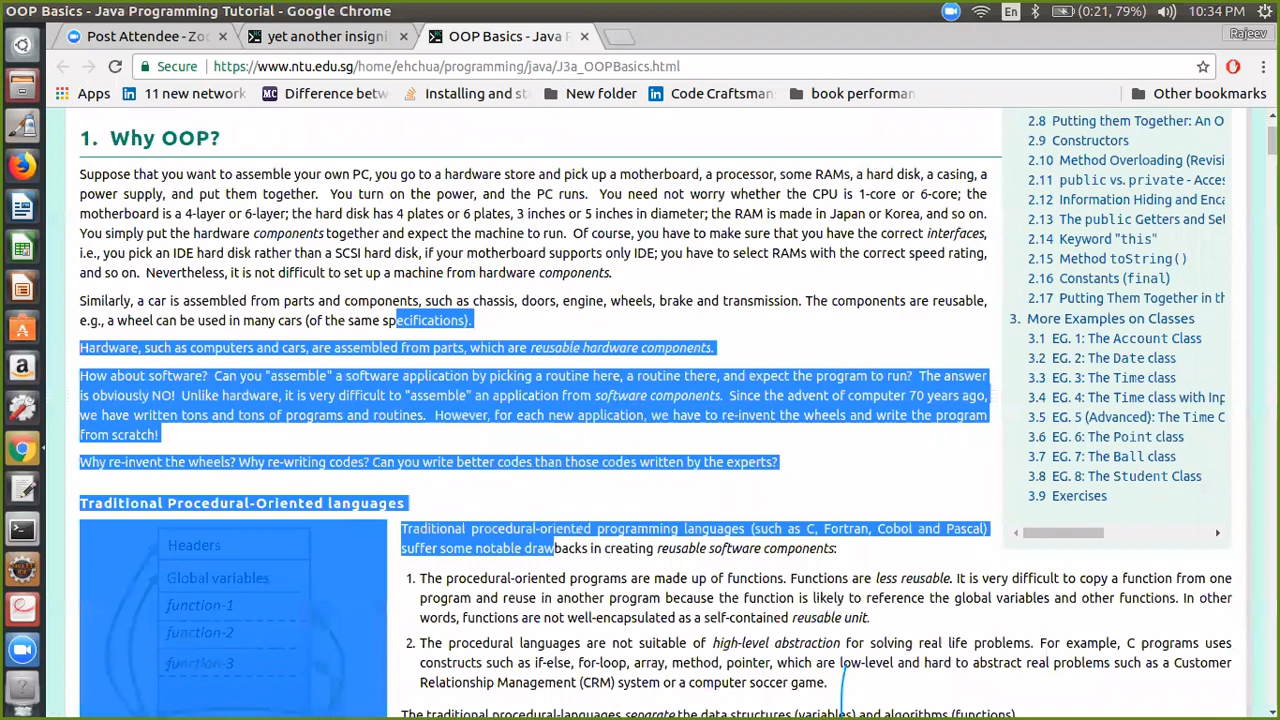 OOP Basics - Java Programming Tutorial - Google Chrome
En
(0:21, 79%)
10:34 PM
Post Attendee - Zo
yet another insigni
OOP Basics - Java P
Rajeev
Secure
https://www.ntu.edu.sg/home/ehchua/programming/java/J3a_OOPBasics.html
Apps
11 new network
Difference betw
Installing and st
New folder
Code Craftsm
book performan
Other bookmarks
1. Why OOP?
Suppose that you want to assemble your own PC, you go to a hardware store and pick up a motherboard, a processor, some RAMs, a hard disk, a casing, a
power supply, and put them together. You turn on the power, and the PC runs. You need not worry whether the CPU is 1-core or 6-core; the
motherboard is a 4-layer or 6-layer; the hard disk has 4 plates or 6 plates, 3 inches or 5 inches in diameter; the RAM is made in Japan or Korea, and so on.
You simply put the hardware components together and expect the machine to run. Of course, you have to make sure that you have the correct interfaces,
i.e., you pick an IDE hard disk rather than a SCSI hard disk, if your motherboard supports only IDE; you have to select RAMs with the correct speed rating,
and so on. Nevertheless, it is not difficult to set up a machine from hardware components.
Similarly, a car is assembled from parts and components, such as chassis, doors, engine, wheels, brake and transmission. The components are reusable,
e.g., a wheel can be used in many cars (of the same specifications).
Hardware, such as computers and cars, are assembled from parts, which are reusable hardware components.
How about software? Can you "assemble" a software application by picking a routine here, a routine there, and expect the program to run? The answer
is obviously NO! Unlike hardware, it is very difficult to "assemble" an application from software components. Since the advent of computer 70 years ago,
we have written tons and tons of programs and routines. However, for each new application, we have to re-invent the wheels and write the program
from scratch!
Why re-invent the wheels? Why re-writing codes? Can you write better codes than those codes written by the experts?
Traditional Procedural-Oriented languages
Headers
Global variables
function-1
function-2
function-3
Traditional procedural-oriented programming languages (such as C, Fortran, Cobol and Pascal)
suffer some notable drawbacks in creating reusable software components:
1. The procedural-oriented programs are made up of functions. Functions are less reusable. It is very difficult to copy a function from one
program and reuse in another program because the function is likely to reference the global variables and other functions. In other
words, functions are not well-encapsulated as a self-contained reusable unit.
2. The procedural languages are not suitable of high-level abstraction for solving real life problems. For example, C programs uses
constructs such as if-else, for-loop, array, method, pointer, which are low-level and hard to abstract real problems such as a Customer
Relationship Management (CRM) system or a computer soccer game.
The traditional procedural-languages separate the data structures (variables) and algorithms (functions)
2.8 Putting them Together: An O
2.9 Constructors
2.10 Method Overloading (Revisi
2.11 public vs. private - Acces
2.12 Information Hiding and Enca
2.13 The public Getters and Set
2.14 Keyword "this"
2.15 Method toString()
2.16 Constants (final)
2.17 Putting Them Together in th
3. More Examples on Classes
3.1 EG. 1: The Account Class
3.2 EG. 2: The Date class
3.3 EG. 3: The Time class
3.4 EG. 4: The Time class with Inp
3.5 EG. 5 (Advanced): The Time C
3.6 EG. 6: The Point class
3.7 EG. 7: The Ball class
3.8 EG. 8: The Student Class
3.9 Exercises